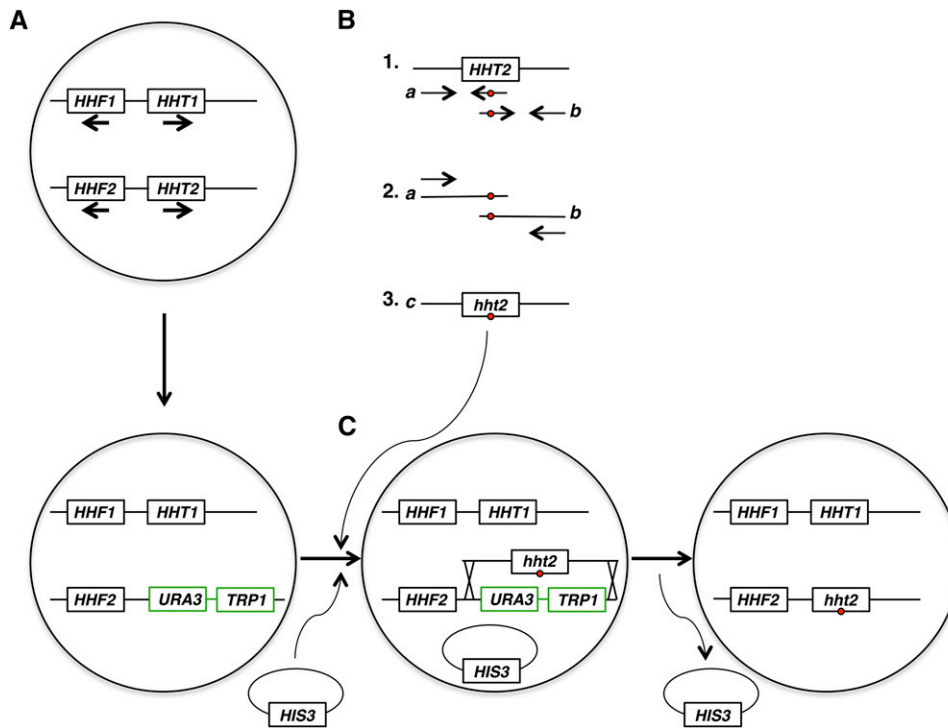 A
HHF1 HHT1
HHF2 HHT2
B
1. HHT2
a
b
2. a
b
3. c hht2
HHF1 HHT1
HHF2 URA3 TRP1
HIS3
C
HHF1 HHT1
hht2
HHF2 URA3 TRP1
HIS3
HHF1 HHT1
HHF2 hht2
HIS3